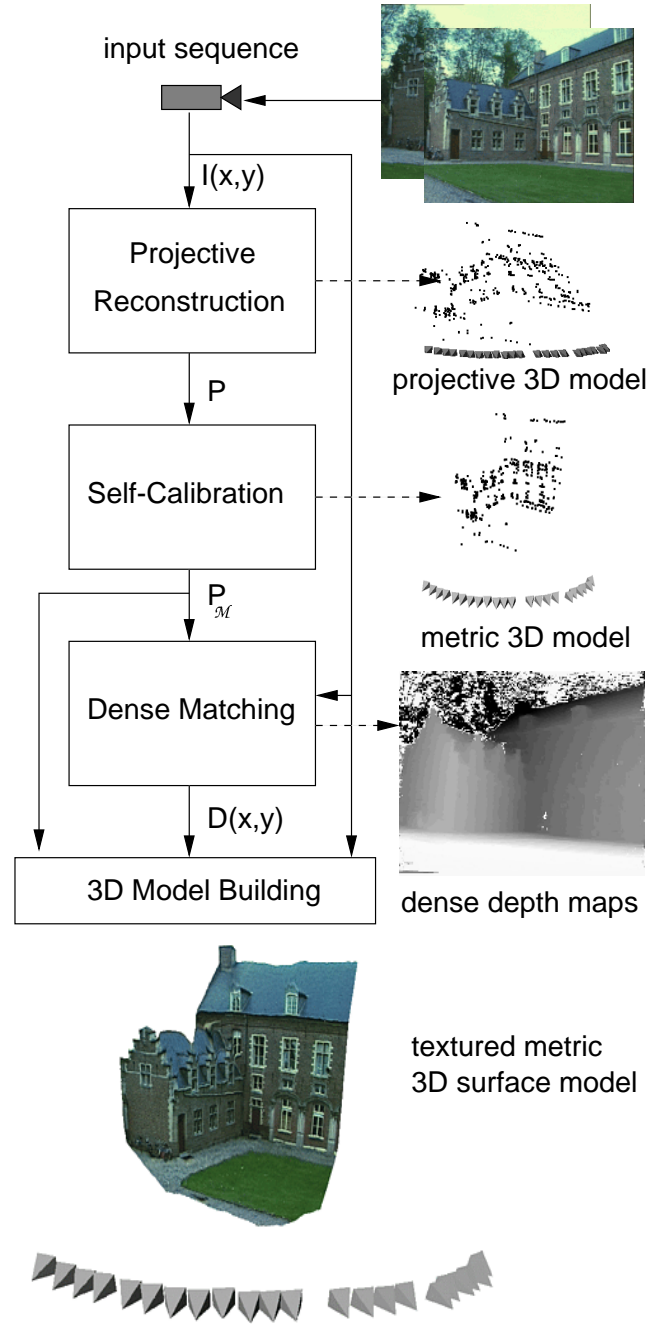 input sequence
I(x,y)
Projective
Reconstruction
projective 3D model
P
Self-Calibration
metric 3D model
P_ℳ
Dense Matching
D(x,y)
dense depth maps
3D Model Building
textured metric
3D surface model